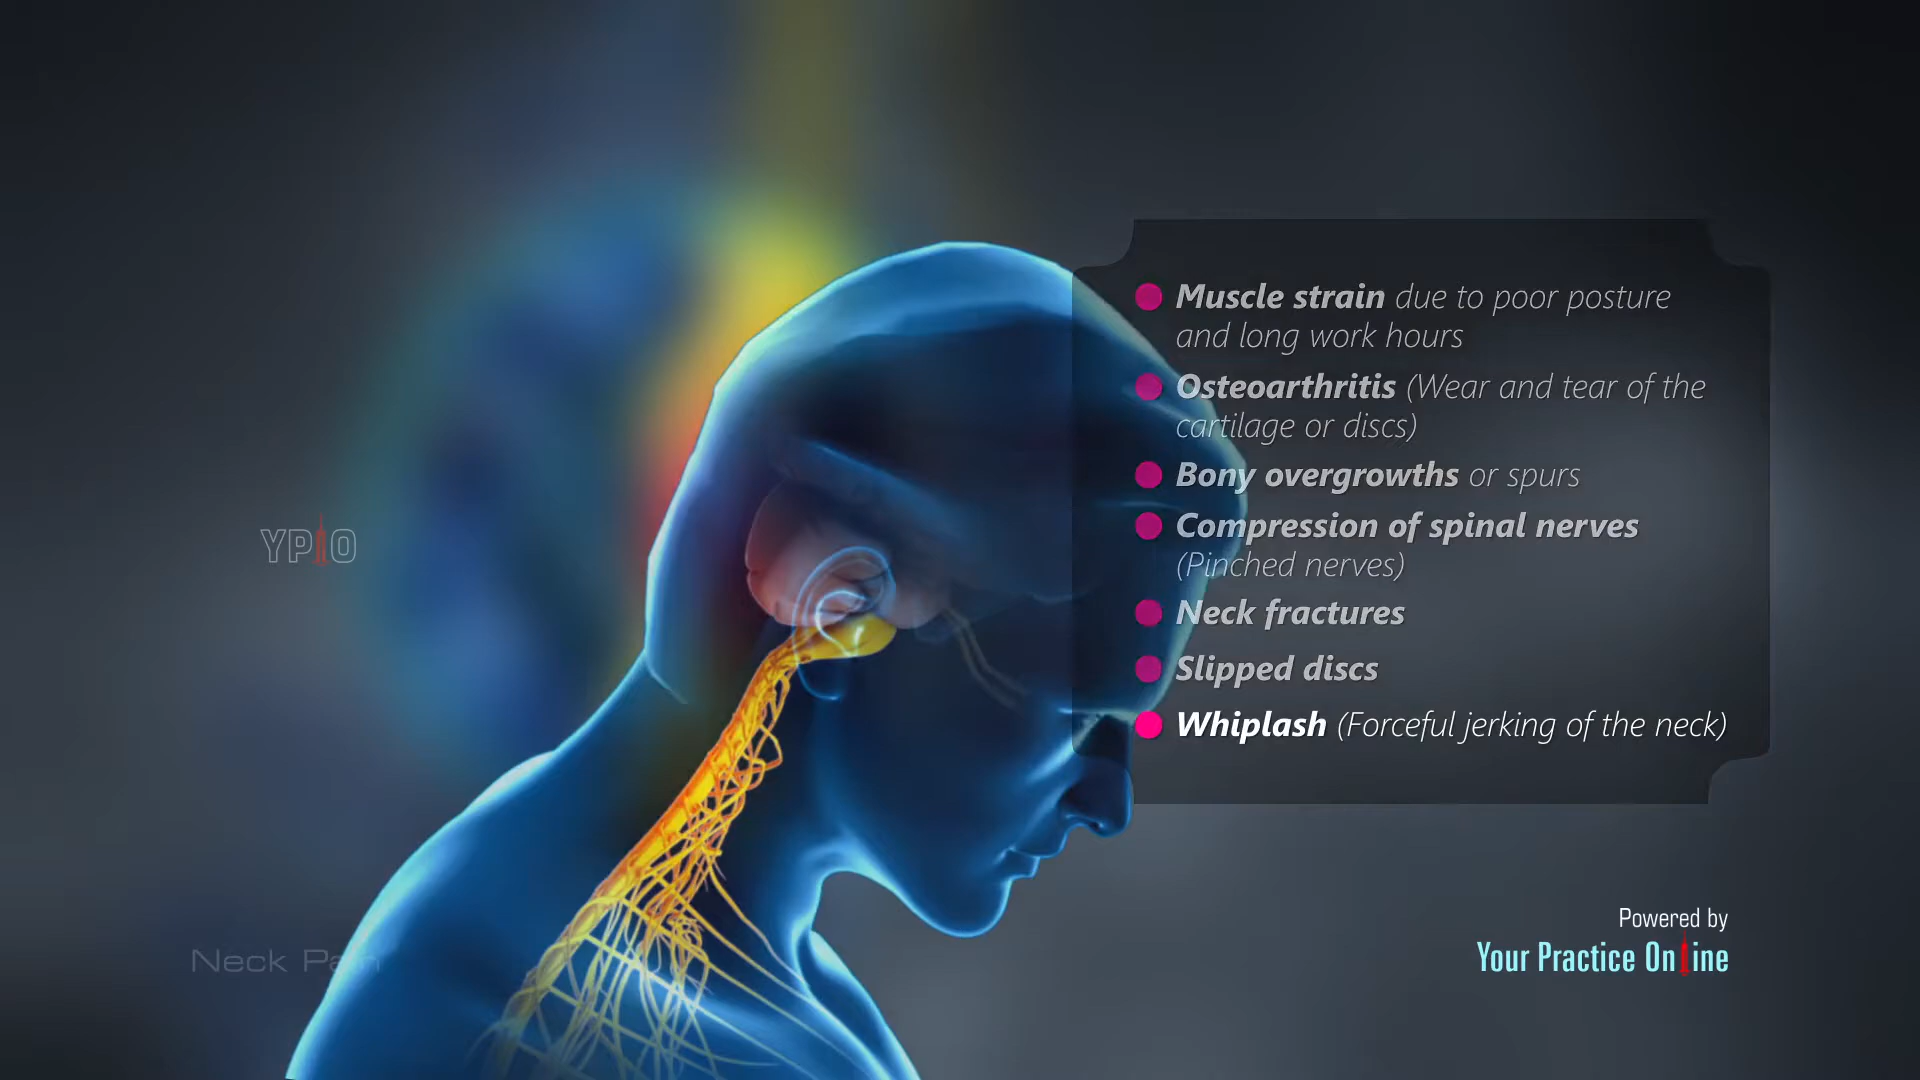 Muscle strain due to poor posture
and long work hours
Osteoarthritis (Wear and tear of the
cartilage or discs)
Bony overgrowths or spurs
Compression of spinal nerves
(Pinched nerves)
Neck fractures
Slipped discs
Whiplash (Forceful jerking of the neck)
YPO
Neck Pain
Powered by
Your Practice Online